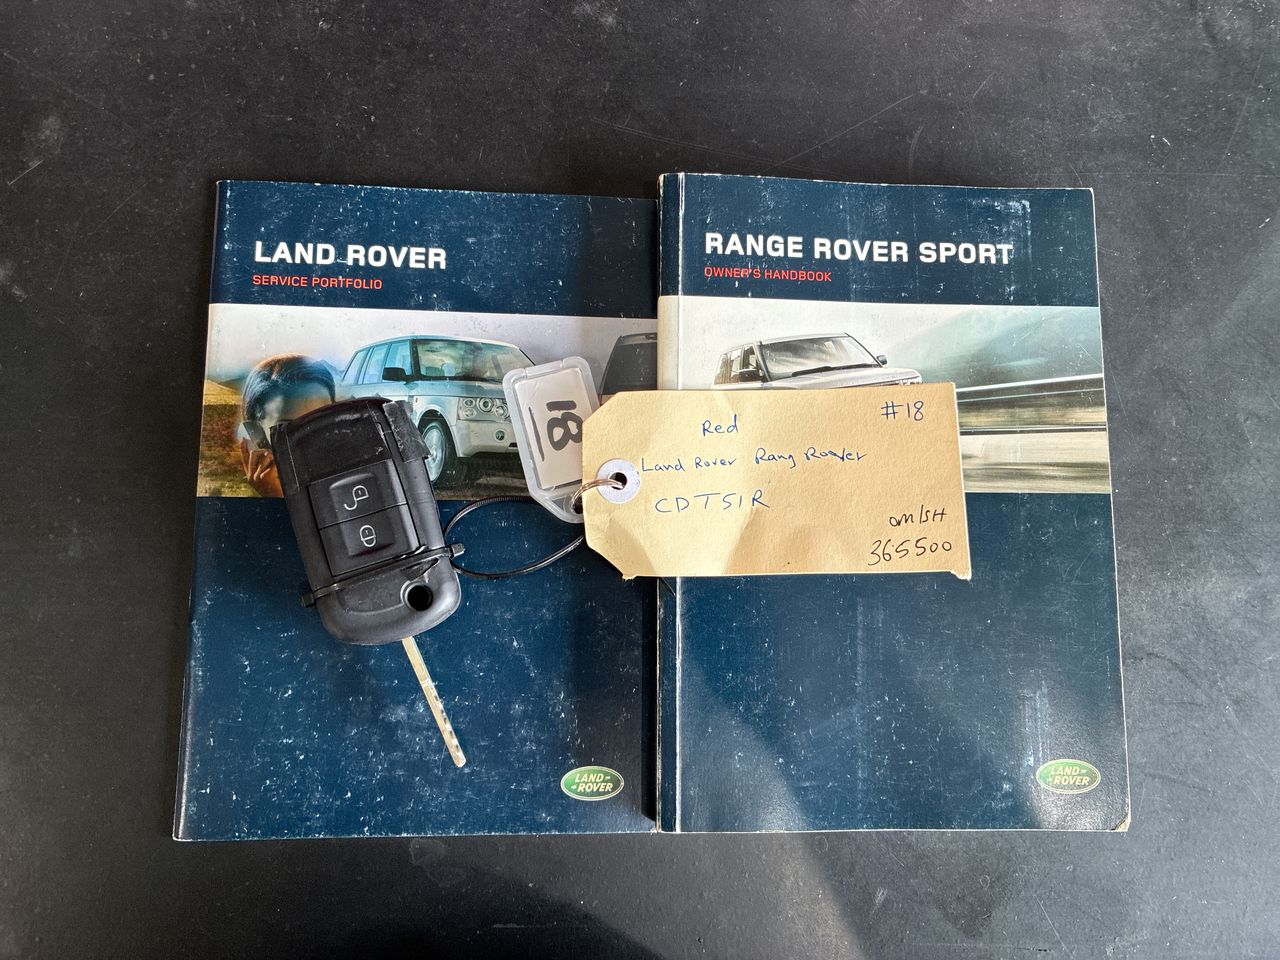 LAND ROVER
SERVICE PORTFOLIO
RANGE ROVER SPORT
OWNER'S HANDBOOK
18
#18
Red
Land Rover Rang Roaver
CDT51R
om/SH
365500
LAND-
-ROVER
LAND-
-ROVER